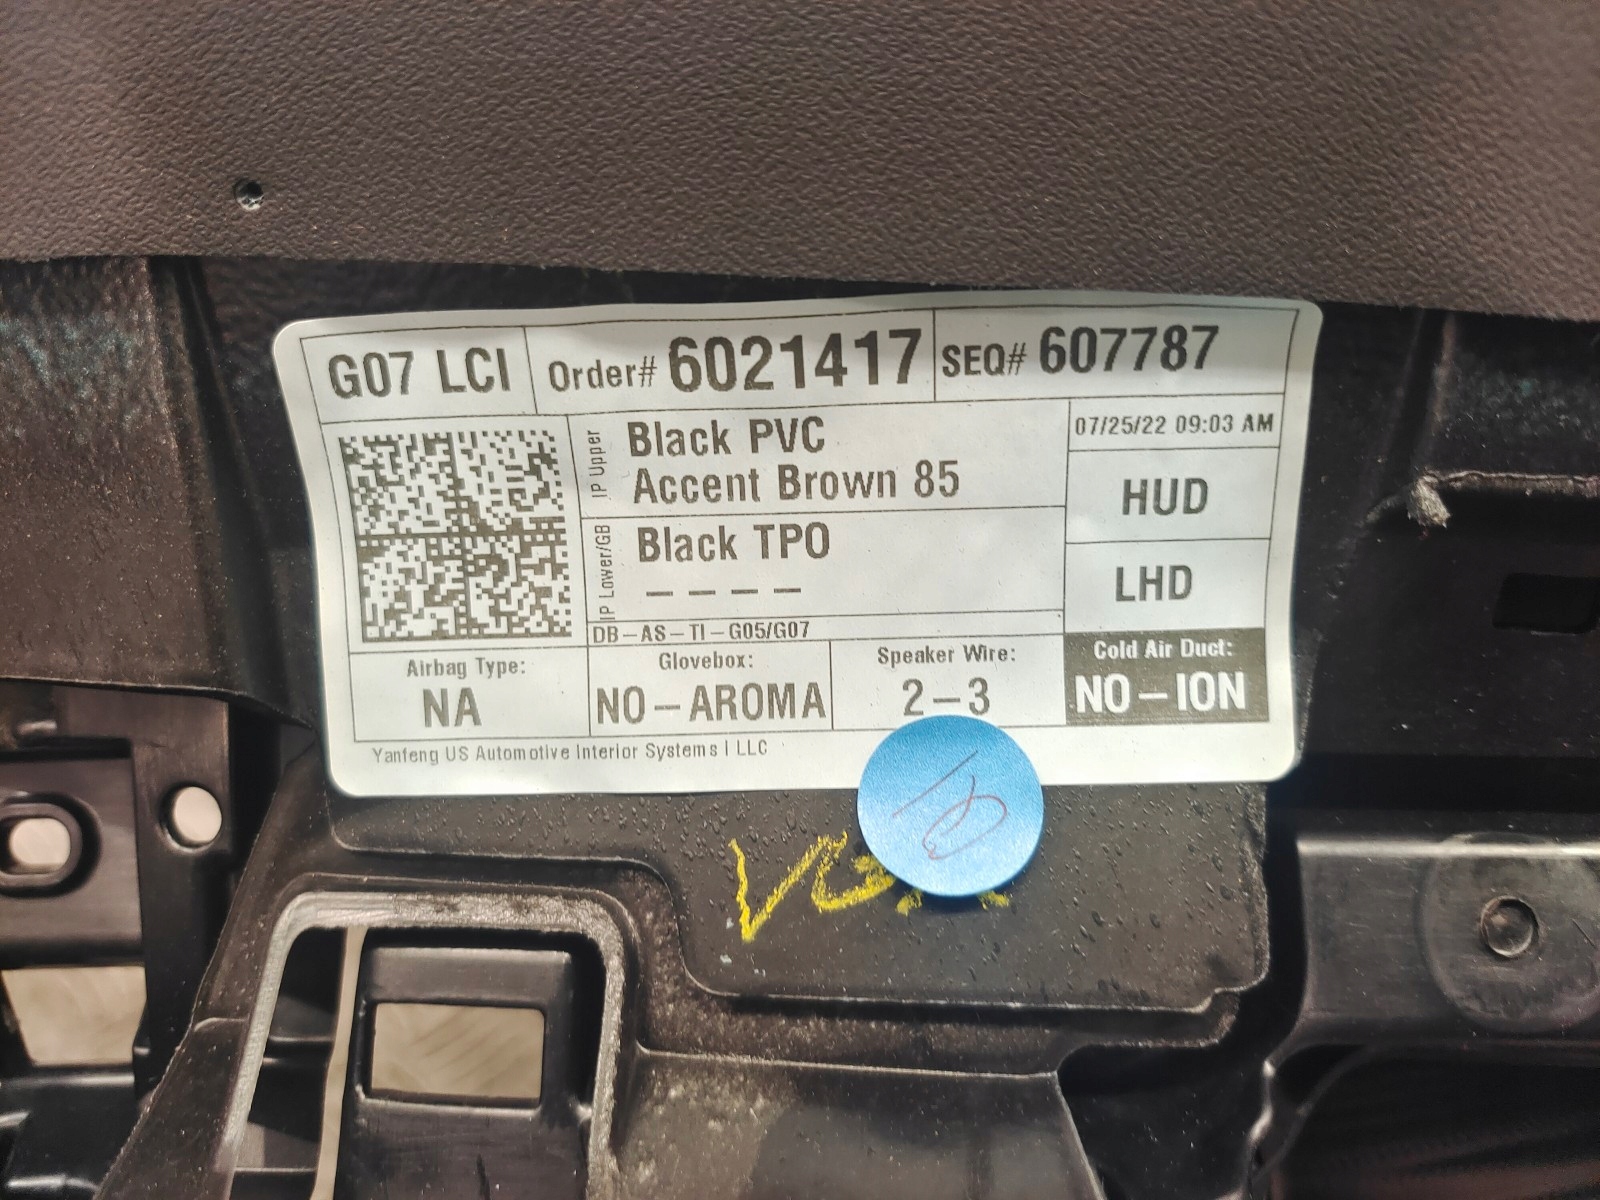 G07 LCI
Order# 6021417
SEQ# 607787
IP Upper
Black PVC
Accent Brown 85
07/25/22 09:03 AM
HUD
IP Lower/GB
Black TPO
– – – –
LHD
DB-AS-TI-G05/G07
Airbag Type:
NA
Glovebox:
NO-AROMA
Speaker Wire:
2-3
Cold Air Duct:
NO-ION
Yanfeng US Automotive Interior Systems I LLC